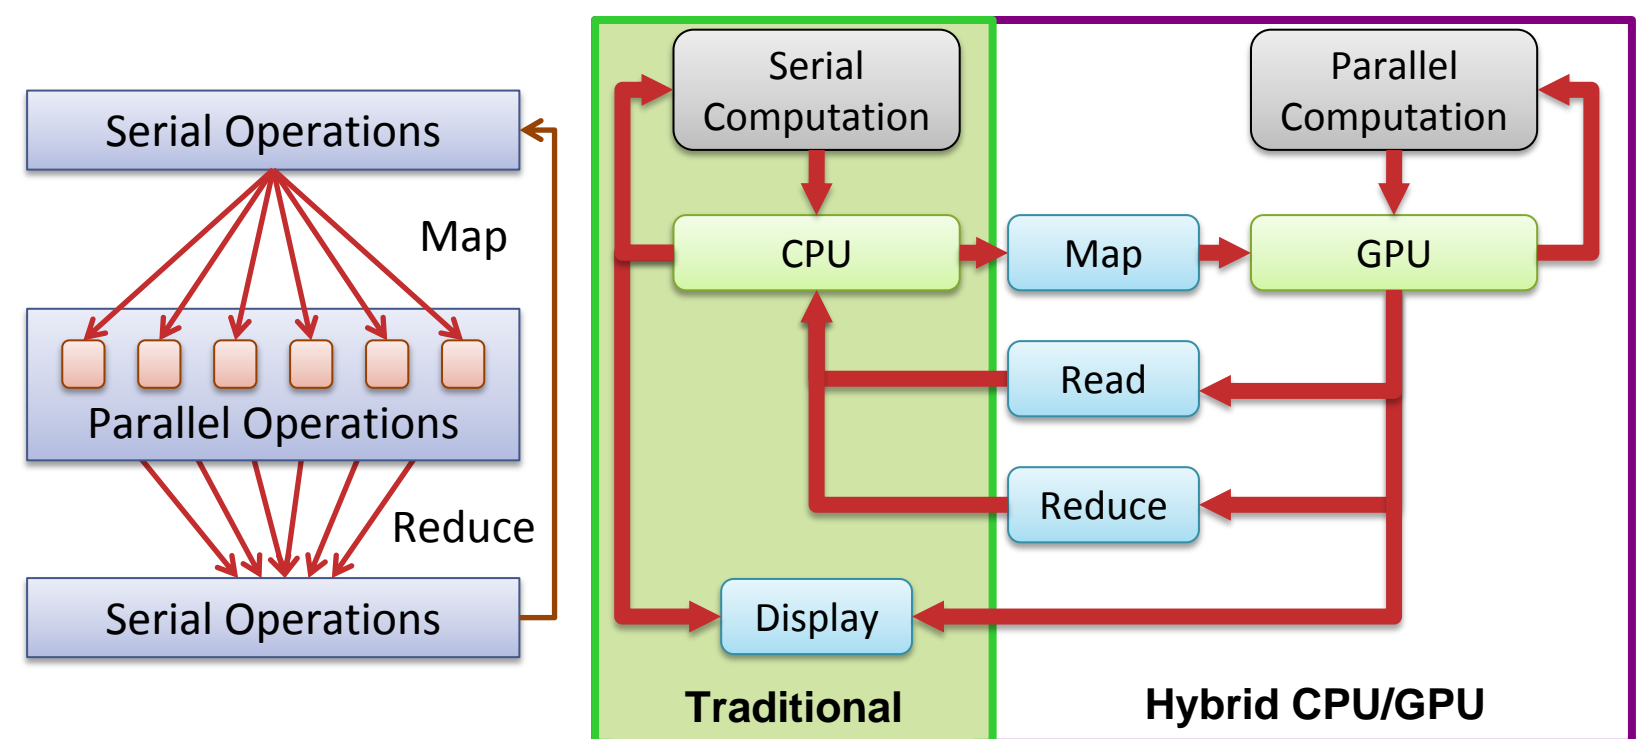 Serial Operations
Map
Parallel Operations
Reduce
Serial Operations
Serial
Computation
Parallel
Computation
CPU
Map
GPU
Read
Reduce
Display
Traditional
Hybrid CPU/GPU